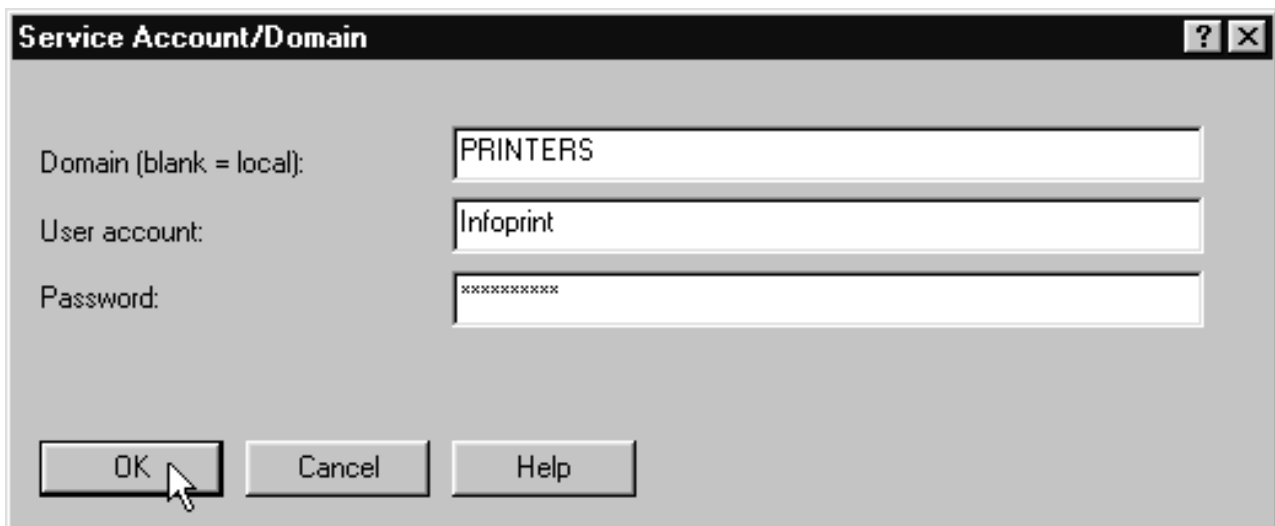 Service Account/Domain
Domain (blank = local): PRINTERS
User account: Infoprint
Password: **********
OK Cancel Help